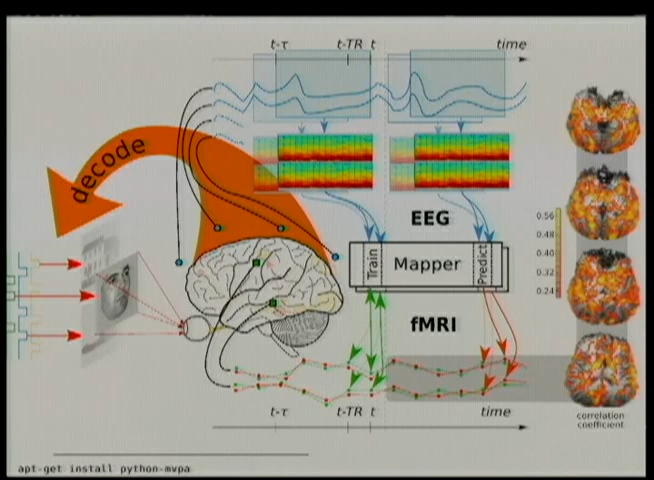 t-τ t-TR t time
decode
EEG
Train Mapper Predict
fMRI
0.56
0.48
0.40
0.32
0.24
t-τ t-TR t time
correlation
coefficient
apt-get install python-mvpa